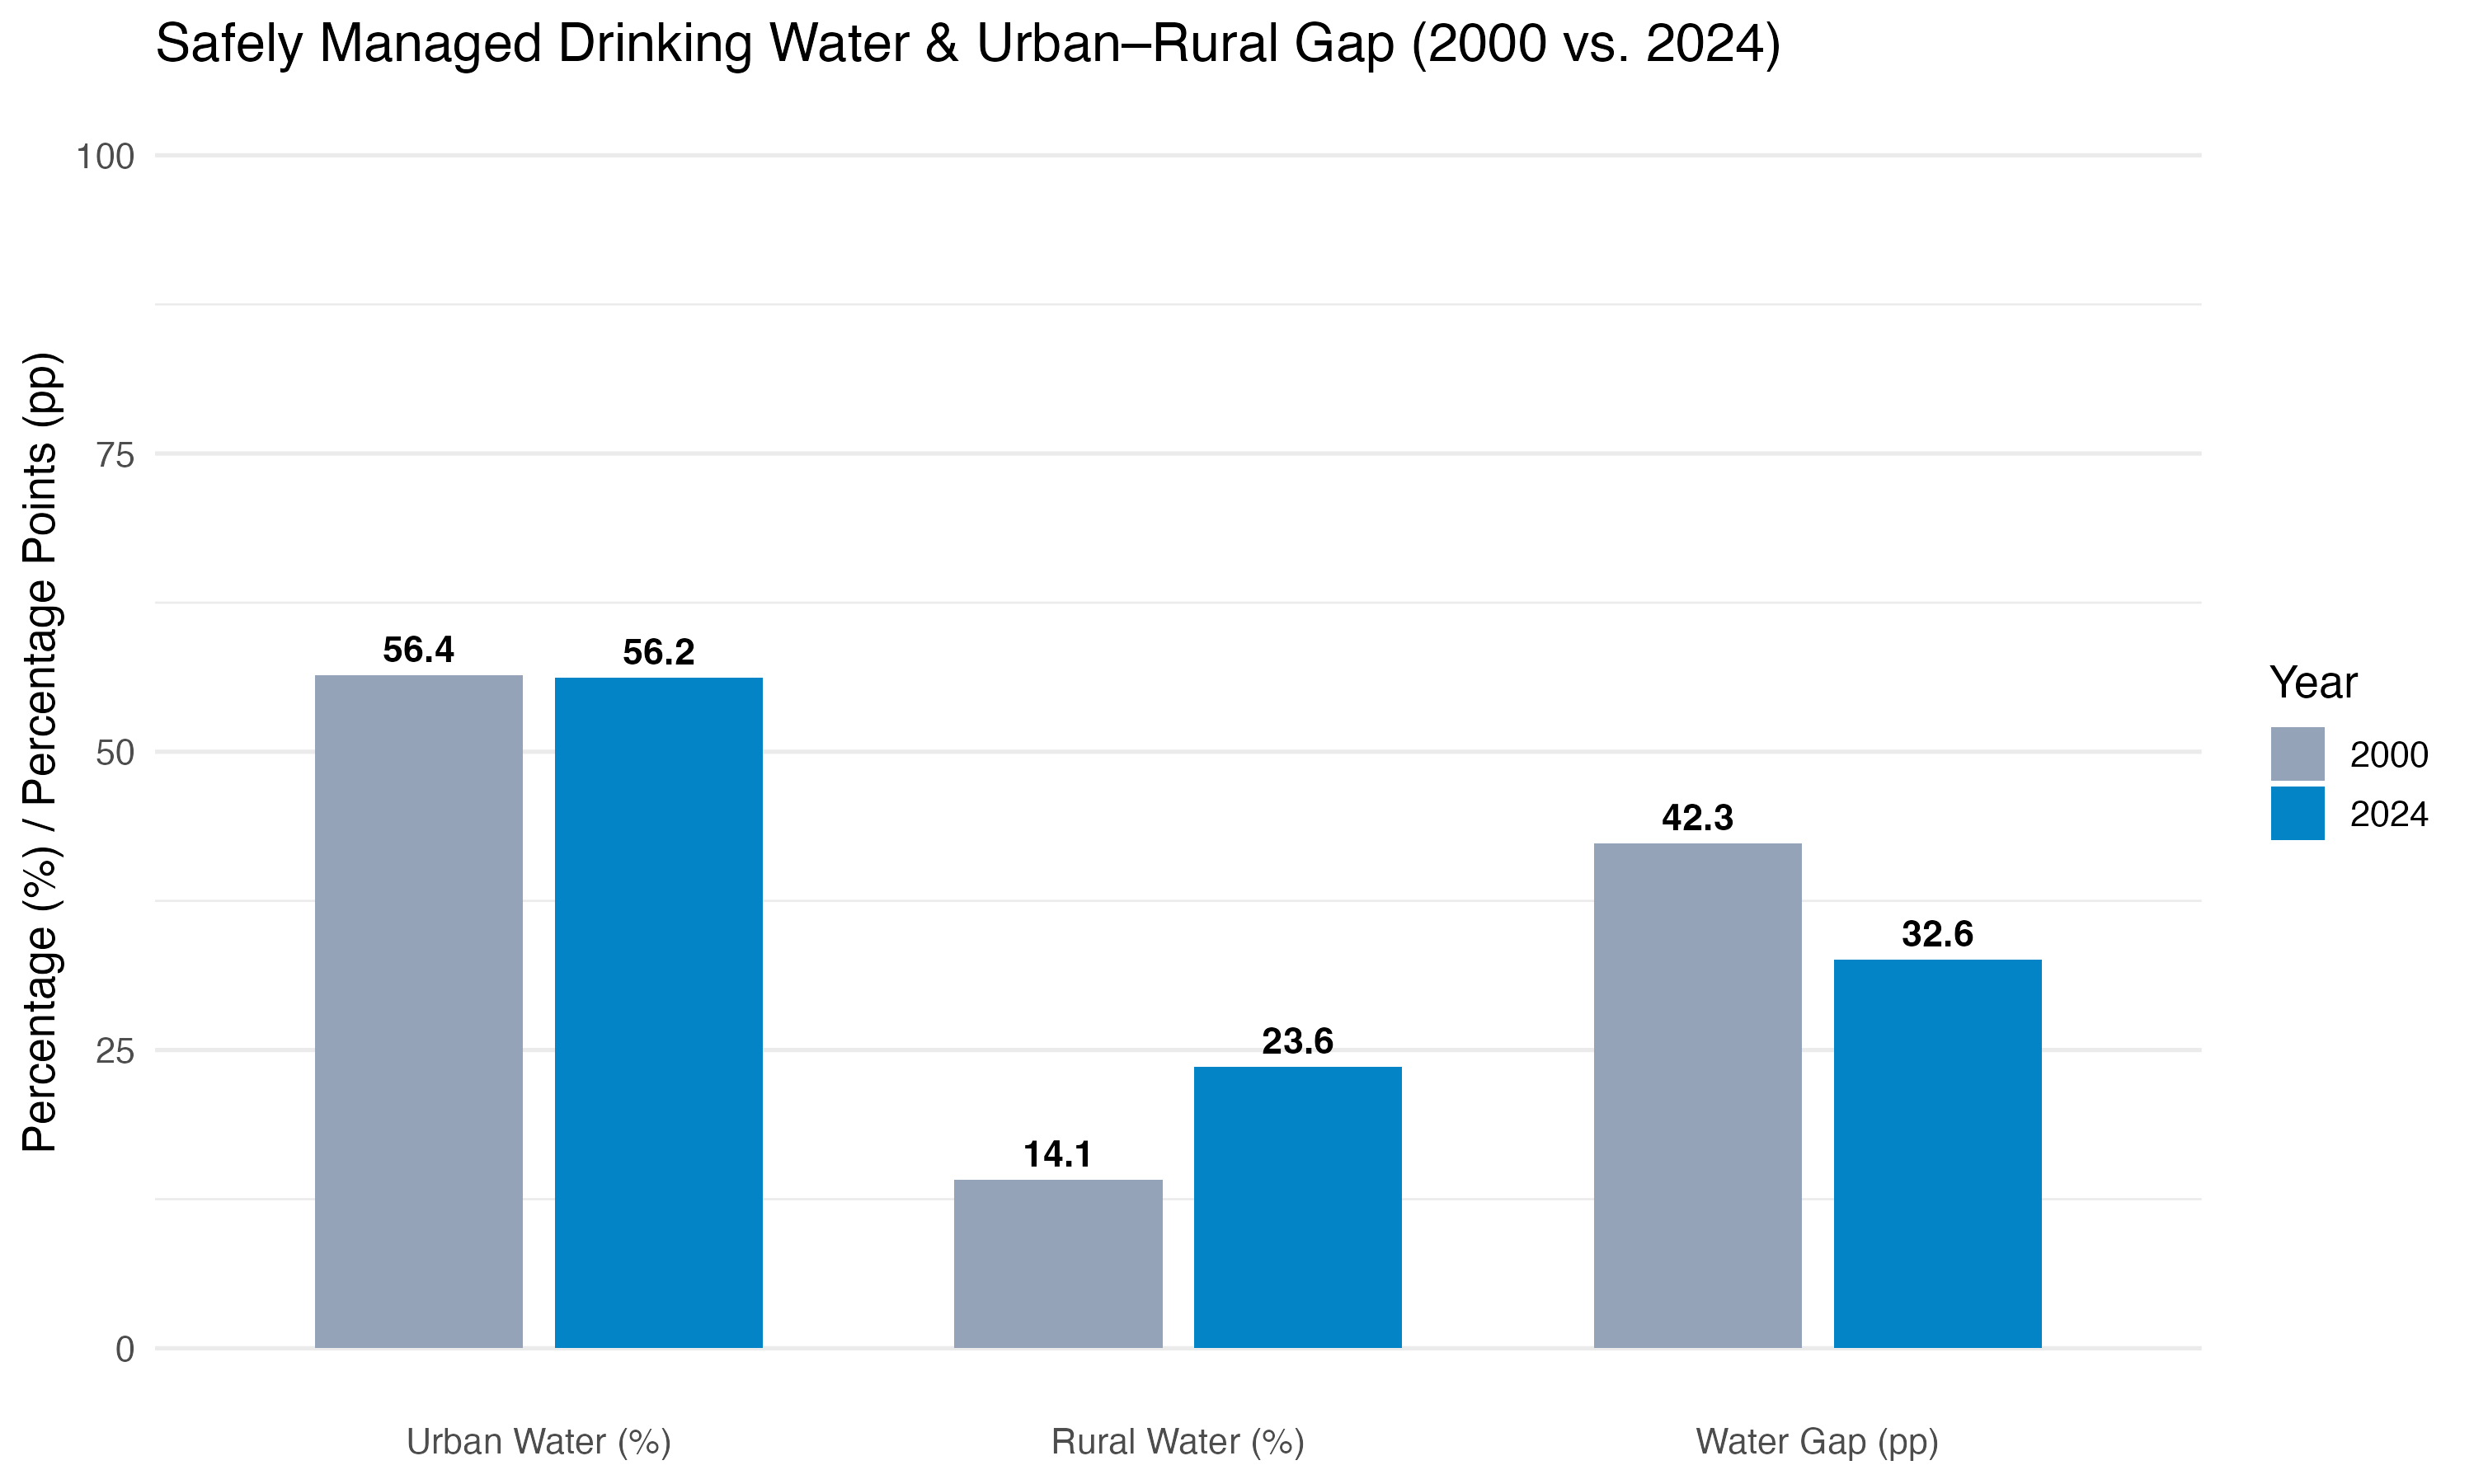 Safely Managed Drinking Water & Urban–Rural Gap (2000 vs. 2024)
Percentage (%) / Percentage Points (pp)
100
75
50
25
0
56.4
56.2
14.1
23.6
42.3
32.6
Urban Water (%)
Rural Water (%)
Water Gap (pp)
Year
2000
2024